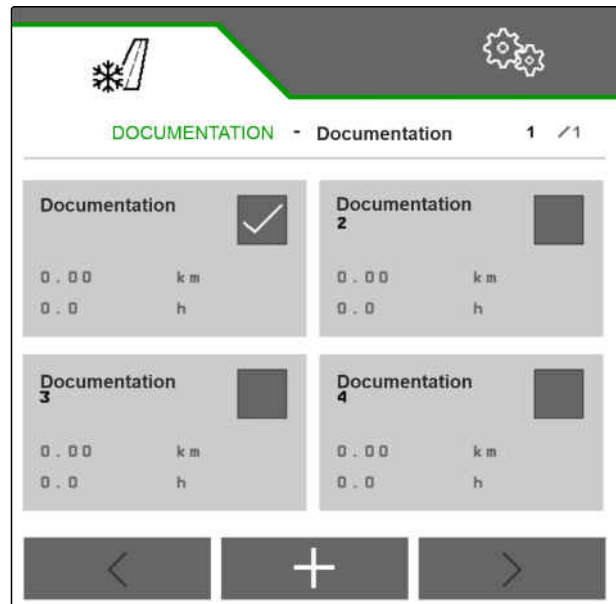 DOCUMENTATION - Documentation 1 /1
Documentation
0.00 km
0.0 h
Documentation
2
0.00 km
0.0 h
Documentation
3
0.00 km
0.0 h
Documentation
4
0.00 km
0.0 h